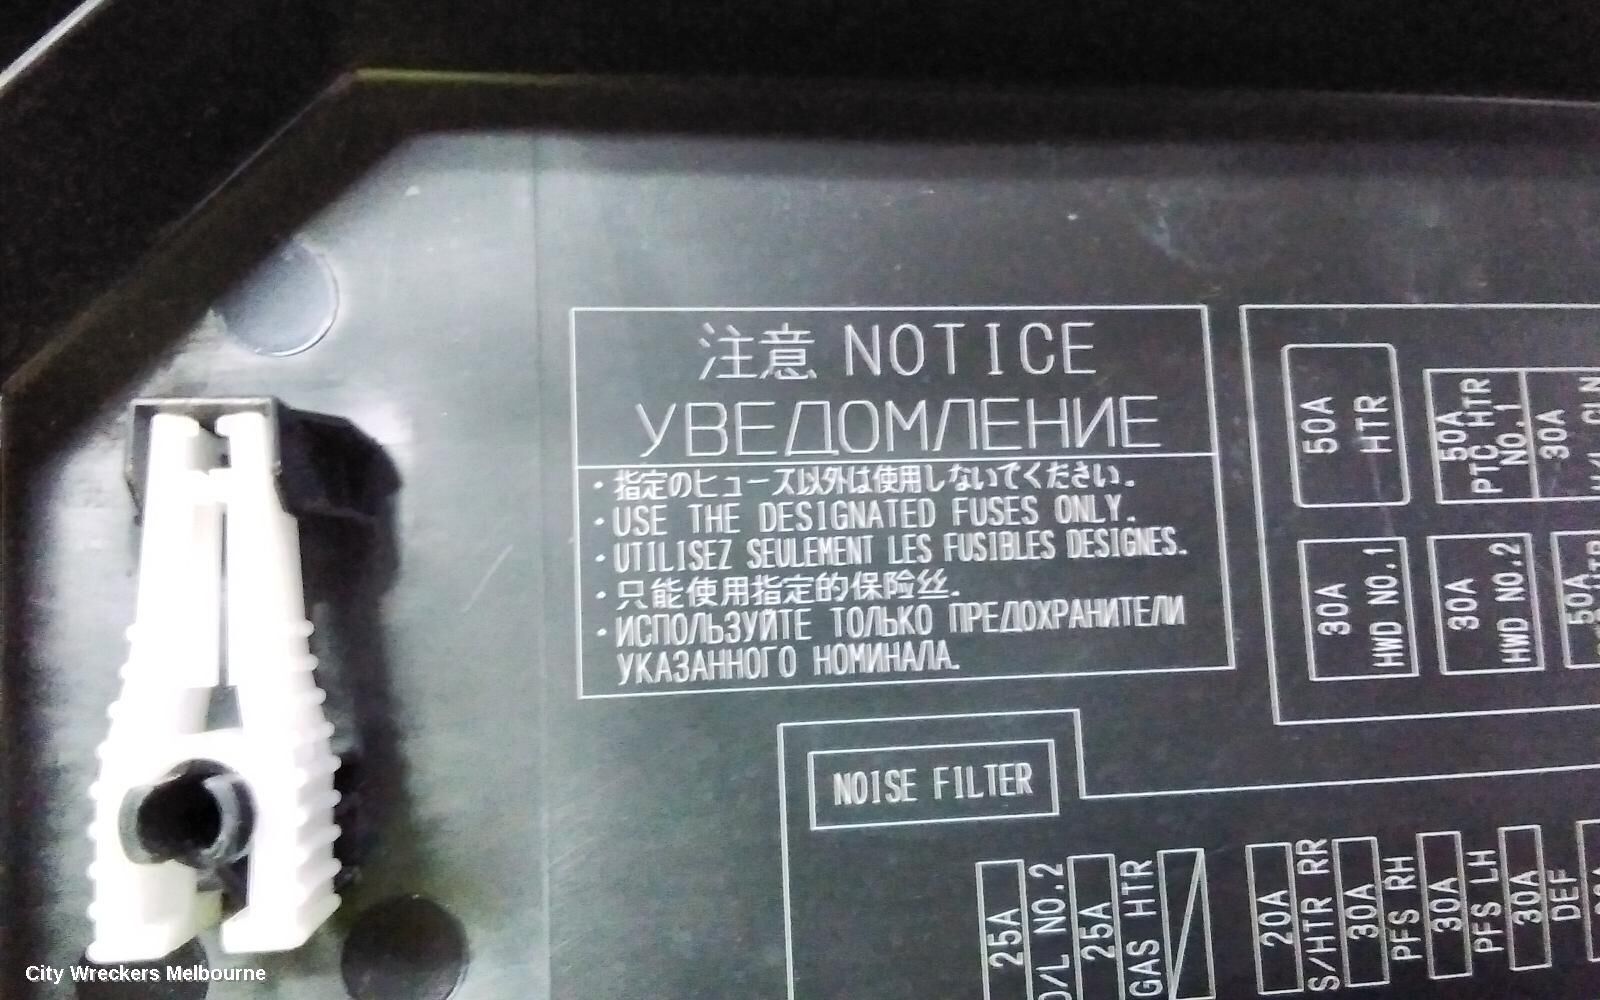 注意 NOTICE
УВЕДОМЛЕНИЕ
・指定のヒューズ以外は使用しないでください.
・USE THE DESIGNATED FUSES ONLY.
・UTILISEZ SEULEMENT LES FUSIBLES DESIGNES.
・只能使用指定的保险丝.
・ИСПОЛЬЗУЙТЕ ТОЛЬКО ПРЕДОХРАНИТЕЛИ
УКАЗАННОГО НОМИНАЛА.
50A
HTR
50A
PTC HTR
NO.1
30A
30A
HWD NO.1
30A
HWD NO.2
50A
NOISE FILTER
25A
D/L NO.2
25A
GAS HTR
20A
S/HTR RR
30A
PFS RH
30A
PFS LH
30A
DEF
City Wreckers Melbourne